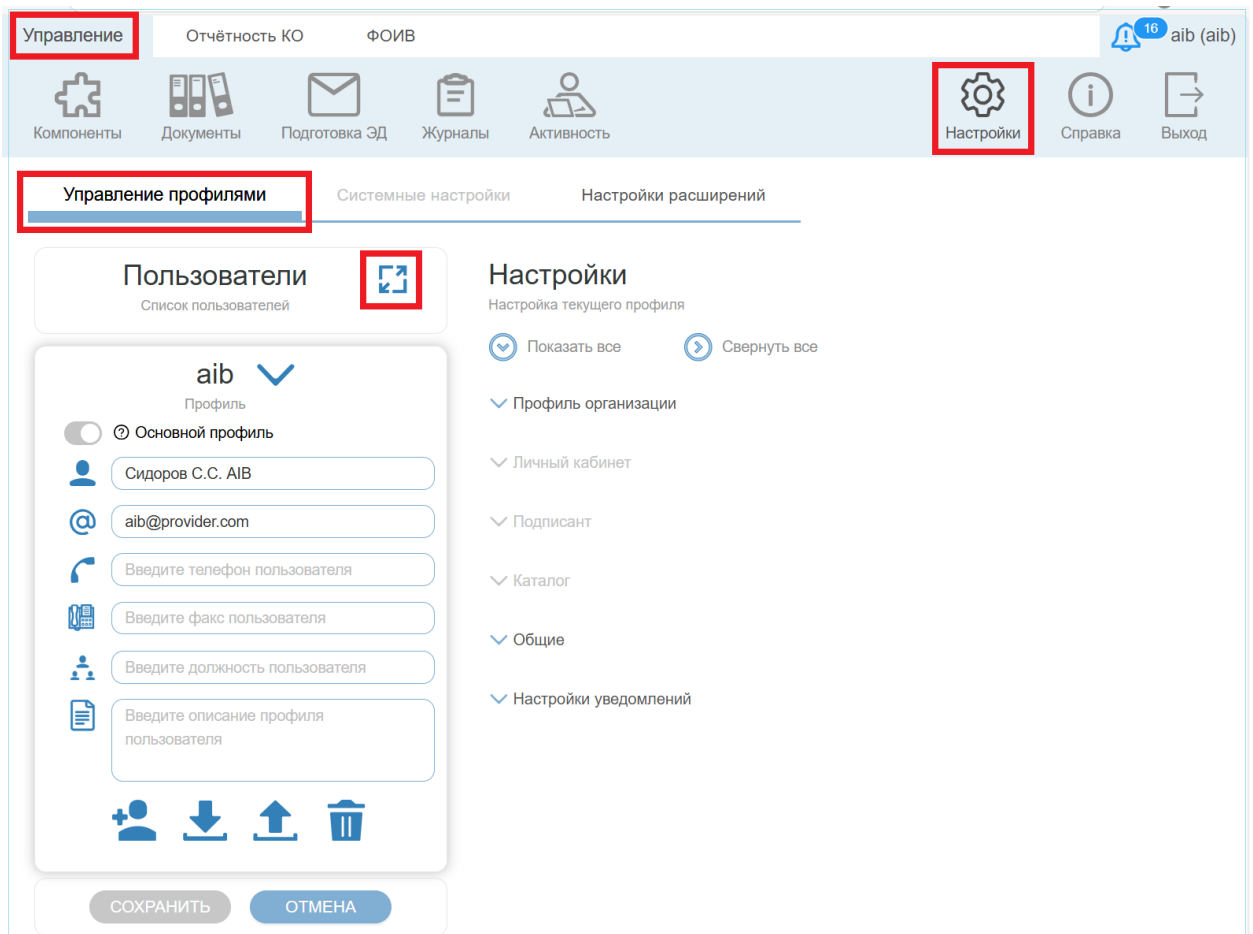 Управление
Отчётность КО
ФОИВ
16
aib (aib)
Компоненты
Документы
Подготовка ЭД
Журналы
Активность
Настройки
Справка
Выход
Управление профилями
Системные настройки
Настройки расширений
Пользователи
Список пользователей
Настройки
Настройка текущего профиля
Показать все
Свернуть все
aib
Профиль
Основной профиль
Сидоров С.С. AIB
aib@provider.com
Введите телефон пользователя
Введите факс пользователя
Введите должность пользователя
Введите описание профиля
пользователя
СОХРАНИТЬ
ОТМЕНА
Профиль организации
Личный кабинет
Подписант
Каталог
Общие
Настройки уведомлений